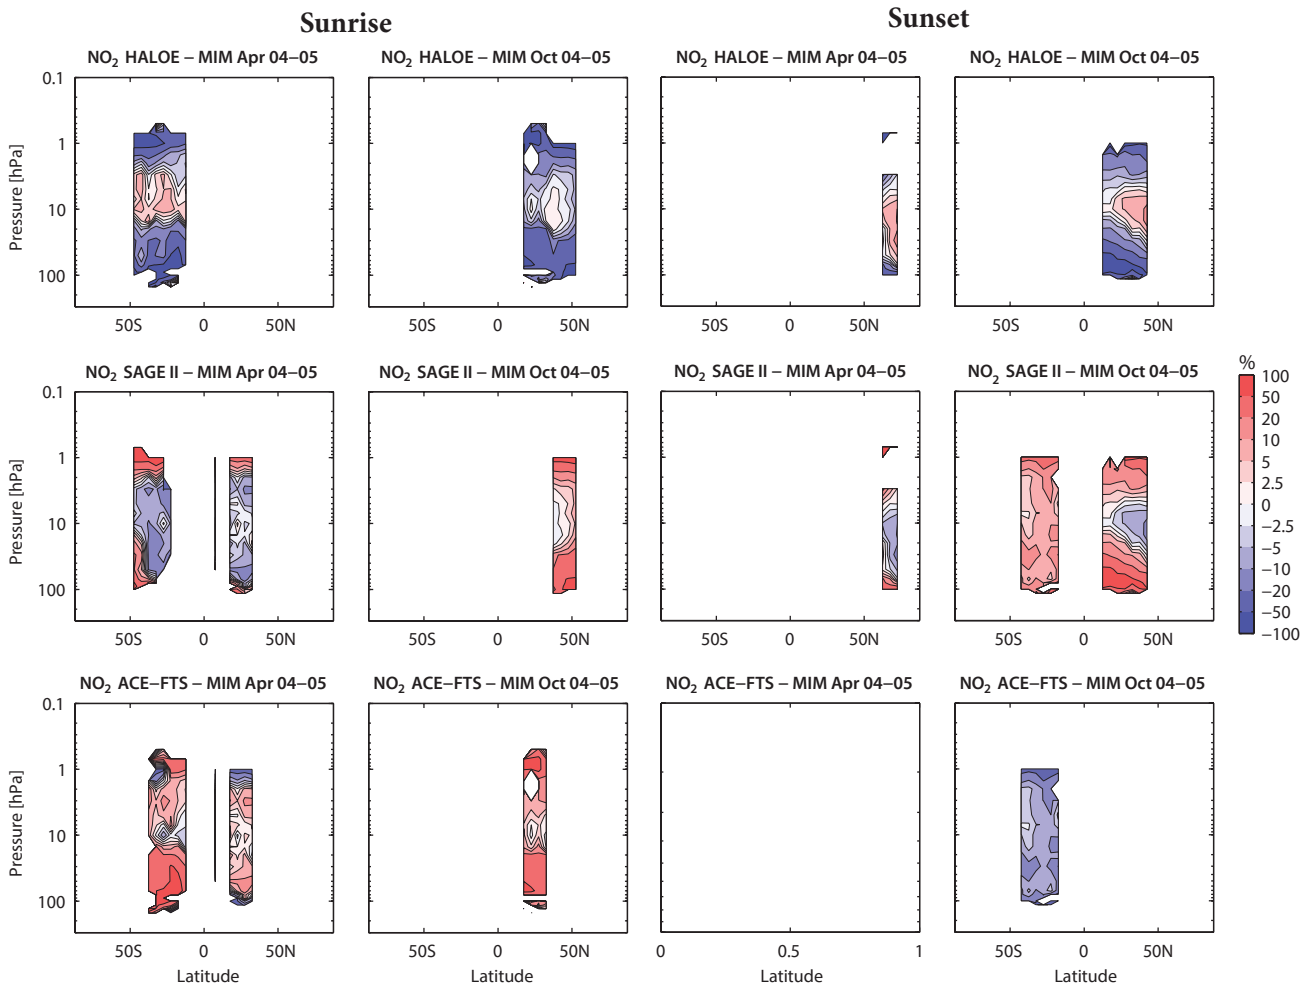 Sunrise
Sunset
NO2 HALOE – MIM Apr 04–05
NO2 HALOE – MIM Oct 04–05
NO2 HALOE – MIM Apr 04–05
NO2 HALOE – MIM Oct 04–05
Pressure [hPa]
0.1
1
10
100
50S 0 50N
50S 0 50N
50S 0 50N
50S 0 50N
NO2 SAGE II – MIM Apr 04–05
NO2 SAGE II – MIM Oct 04–05
NO2 SAGE II – MIM Apr 04–05
NO2 SAGE II – MIM Oct 04–05
Pressure [hPa]
0.1
1
10
100
50S 0 50N
50S 0 50N
50S 0 50N
50S 0 50N
%
100
50
20
10
5
2.5
0
−2.5
−5
−10
−20
−50
−100
NO2 ACE–FTS – MIM Apr 04–05
NO2 ACE–FTS – MIM Oct 04–05
NO2 ACE–FTS – MIM Apr 04–05
NO2 ACE–FTS – MIM Oct 04–05
Pressure [hPa]
0.1
1
10
100
50S 0 50N
50S 0 50N
0 0.5 1
50S 0 50N
Latitude
Latitude
Latitude
Latitude